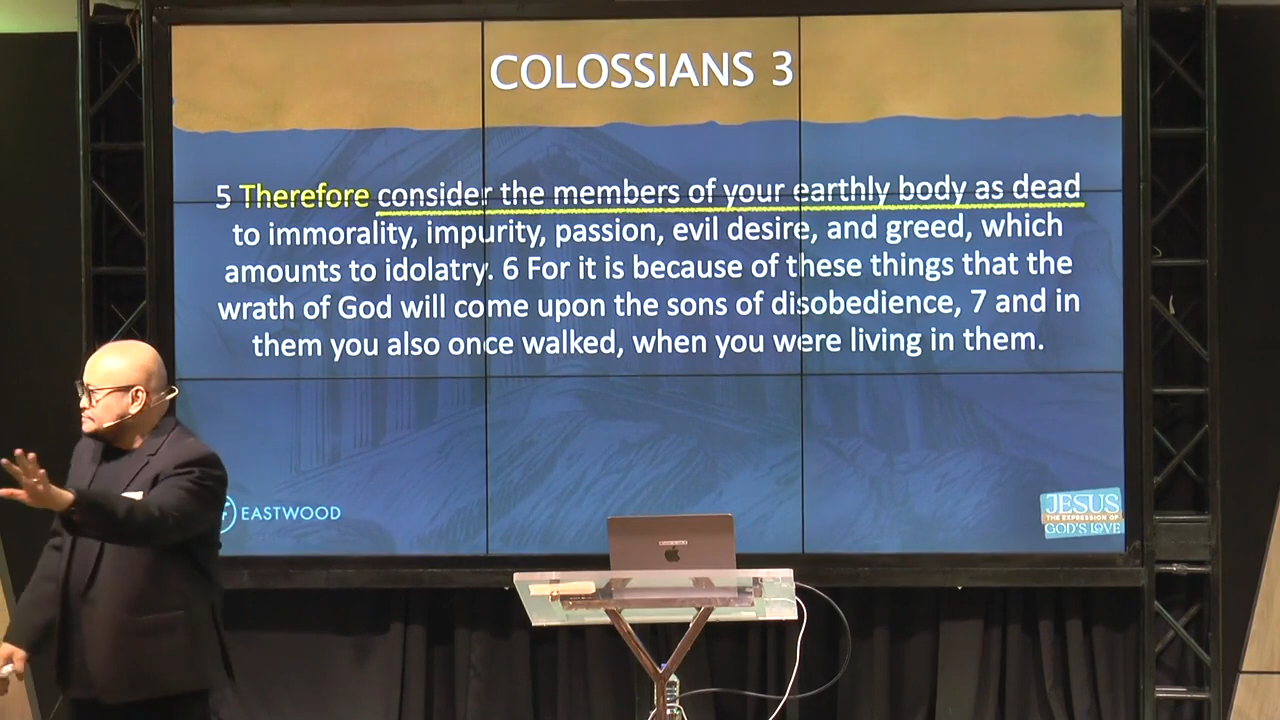 COLOSSIANS 3
5 Therefore consider the members of your earthly body as dead
to immorality, impurity, passion, evil desire, and greed, which
amounts to idolatry. 6 For it is because of these things that the
wrath of God will come upon the sons of disobedience, 7 and in
them you also once walked, when you were living in them.
EASTWOOD
JESUS
THE EXPRESSION OF
GOD'S LOVE